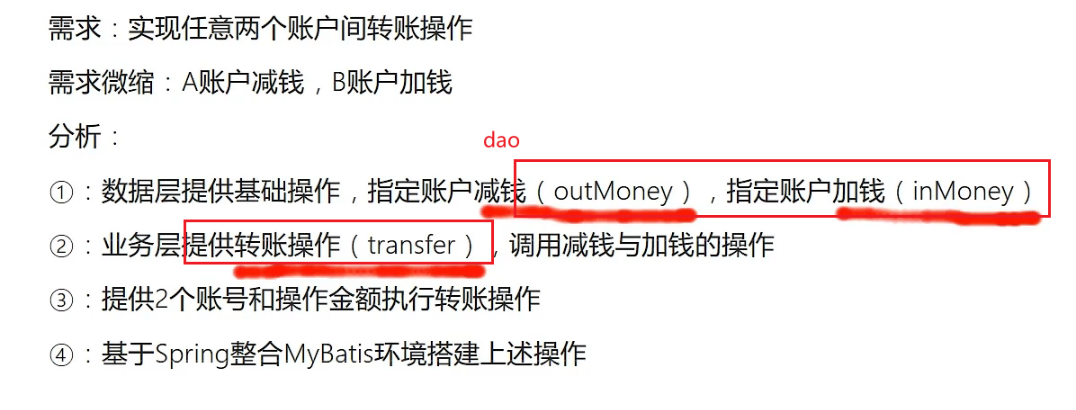 需求：实现任意两个账户间转账操作
需求微缩：A账户减钱，B账户加钱
分析：
dao
①：数据层提供基础操作，指定账户减钱（outMoney），指定账户加钱（inMoney）
②：业务层提供转账操作（transfer），调用减钱与加钱的操作
③：提供2个账号和操作金额执行转账操作
④：基于Spring整合MyBatis环境搭建上述操作